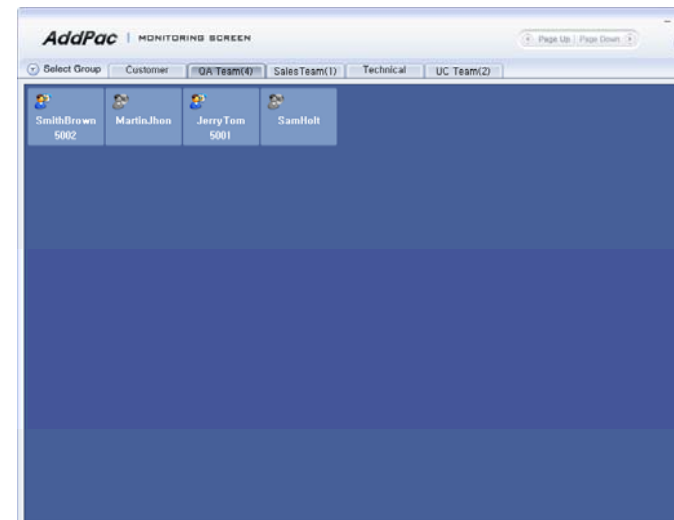 AddPac | MONITORING SCREEN
Page Up | Page Down
Select Group Customer QA Team(4) SalesTeam(1) Technical UC Team(2)
SmithBrown MartinJhon JerryTom SamHolt
5002 5001